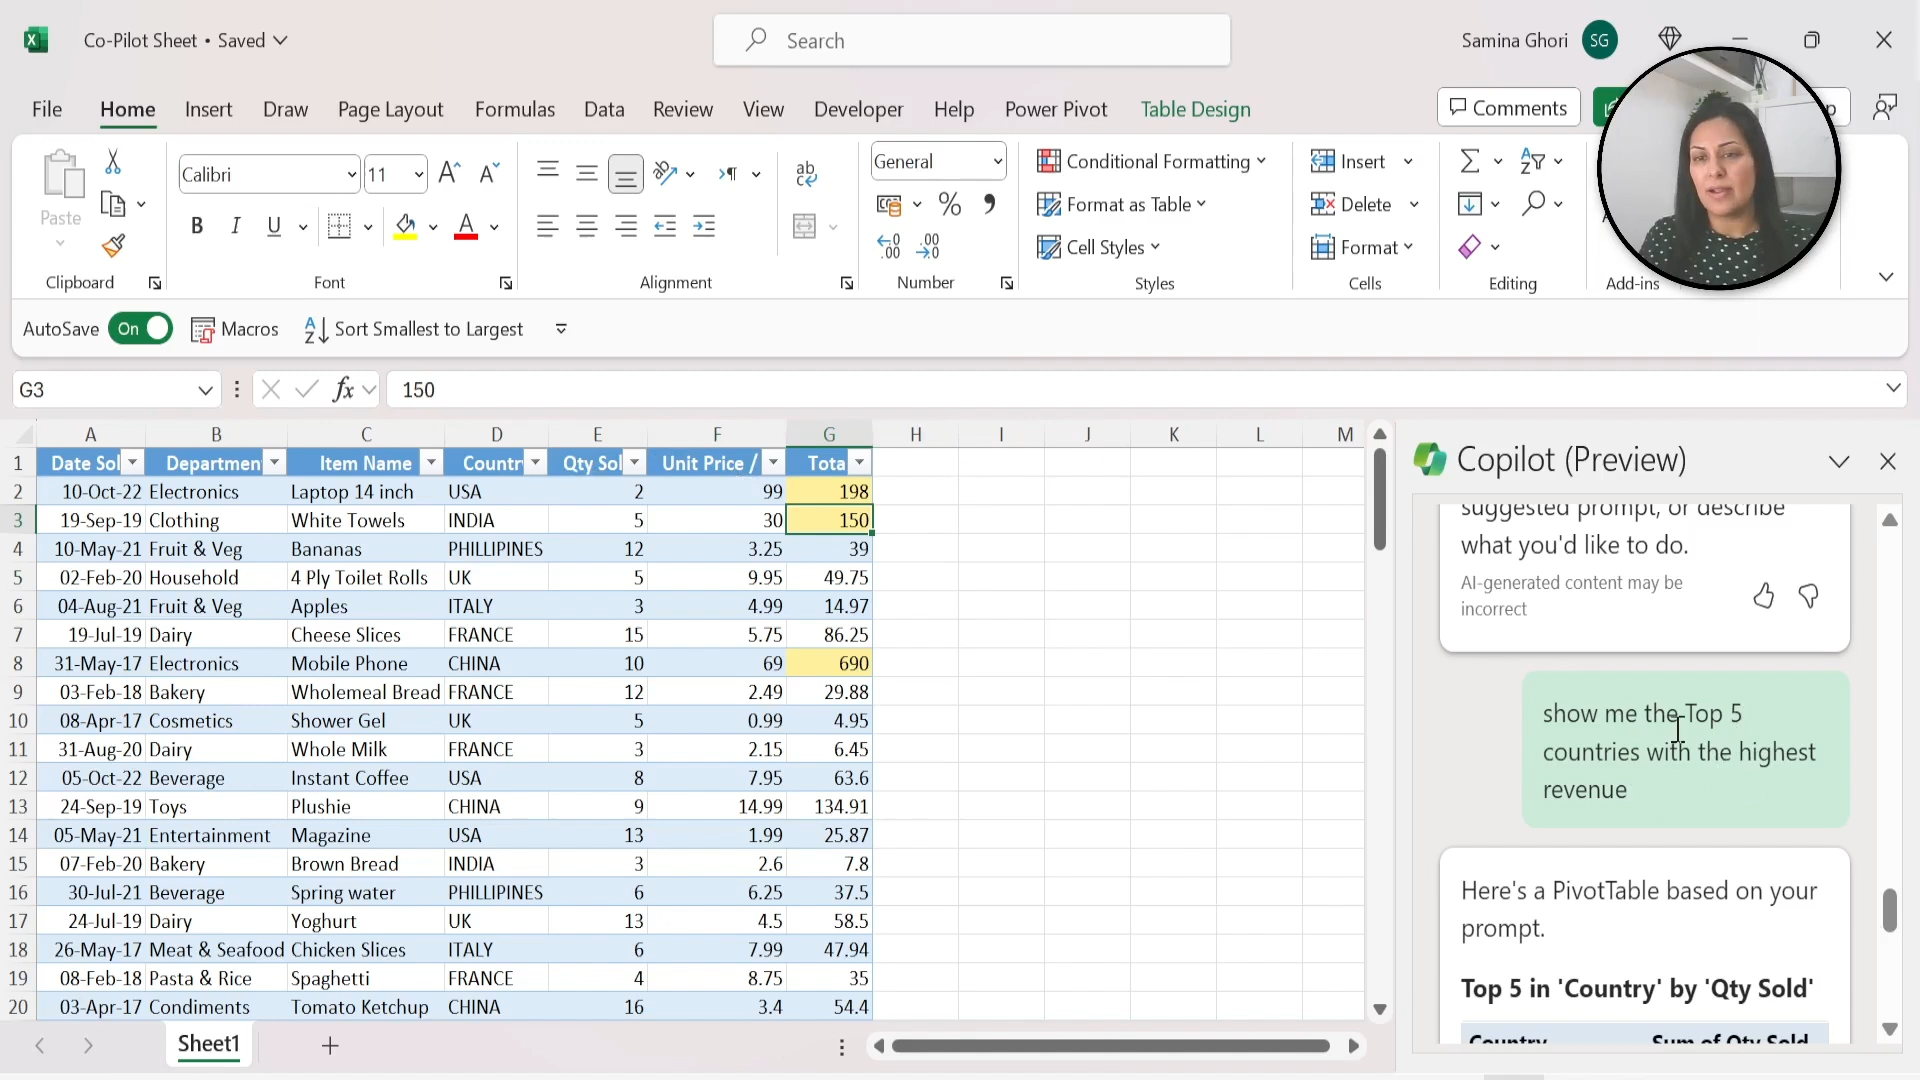 Co-Pilot Sheet • Saved
Search
Samina Ghori SG
File Home Insert Draw Page Layout Formulas Data Review View Developer Help Power Pivot Table Design
Comments
Paste
Clipboard
Calibri 11
B I U A
Font
ab
Alignment
General
% 9
Number
Conditional Formatting
Format as Table
Cell Styles
Styles
Insert
Delete
Format
Cells
Editing
Add-ins
AutoSave On Macros Sort Smallest to Largest
G3 fx 150
A B C D E F G H I J K L M
1 Date Sol Departmen Item Name Countr Qty Sol Unit Price / Tota
2 10-Oct-22 Electronics Laptop 14 inch USA 2 99 198
3 19-Sep-19 Clothing White Towels INDIA 5 30 150
4 10-May-21 Fruit & Veg Bananas PHILLIPINES 12 3.25 39
5 02-Feb-20 Household 4 Ply Toilet Rolls UK 5 9.95 49.75
6 04-Aug-21 Fruit & Veg Apples ITALY 3 4.99 14.97
7 19-Jul-19 Dairy Cheese Slices FRANCE 15 5.75 86.25
8 31-May-17 Electronics Mobile Phone CHINA 10 69 690
9 03-Feb-18 Bakery Wholemeal Bread FRANCE 12 2.49 29.88
10 08-Apr-17 Cosmetics Shower Gel UK 5 0.99 4.95
11 31-Aug-20 Dairy Whole Milk FRANCE 3 2.15 6.45
12 05-Oct-22 Beverage Instant Coffee USA 8 7.95 63.6
13 24-Sep-19 Toys Plushie CHINA 9 14.99 134.91
14 05-May-21 Entertainment Magazine USA 13 1.99 25.87
15 07-Feb-20 Bakery Brown Bread INDIA 3 2.6 7.8
16 30-Jul-21 Beverage Spring water PHILLIPINES 6 6.25 37.5
17 24-Jul-19 Dairy Yoghurt UK 13 4.5 58.5
18 26-May-17 Meat & Seafood Chicken Slices ITALY 6 7.99 47.94
19 08-Feb-18 Pasta & Rice Spaghetti FRANCE 4 8.75 35
20 03-Apr-17 Condiments Tomato Ketchup CHINA 16 3.4 54.4
Sheet1
Copilot (Preview)
suggested prompt, or describe
what you'd like to do.
AI-generated content may be
incorrect
show me the Top 5
countries with the highest
revenue
Here's a PivotTable based on your
prompt.
Top 5 in 'Country' by 'Qty Sold'
Country Sum of Qty Sold